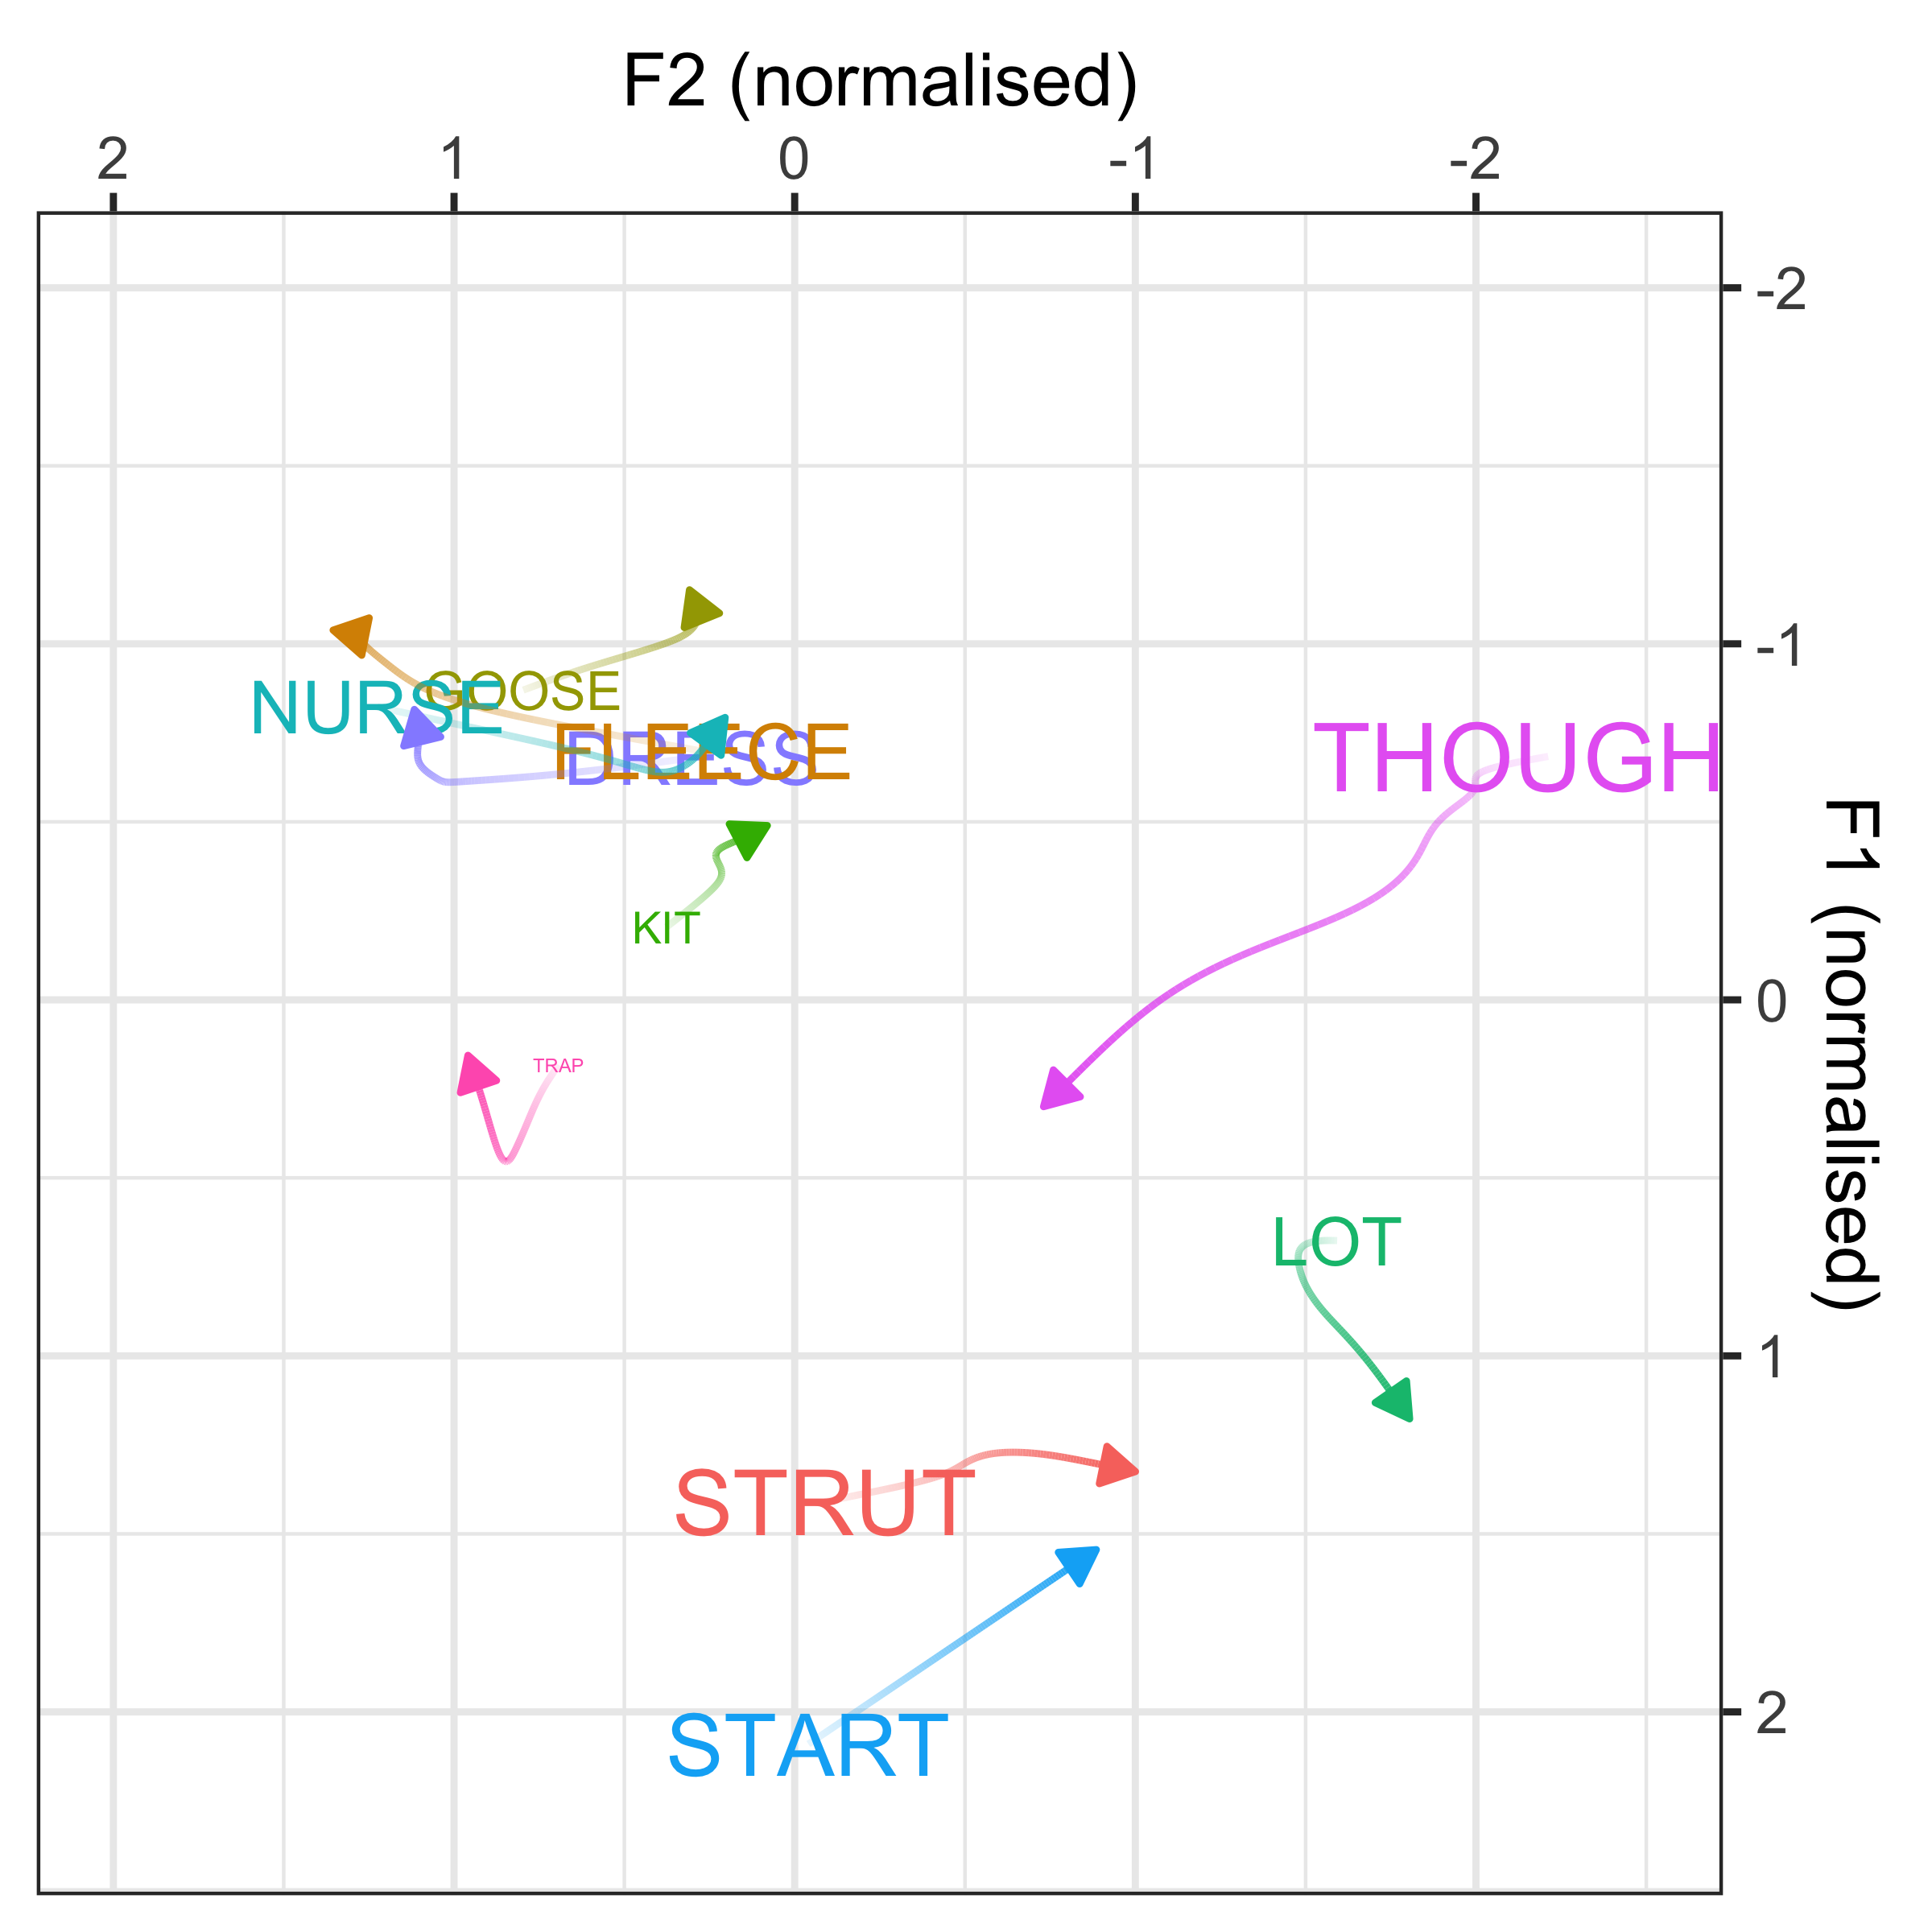 F2 (normalised)
2 1 0 -1 -2
-2
-1
0
1
2
F1 (normalised)
GOOSE
NURSE
DRESS
FLEECE
THOUGH
KIT
TRAP
LOT
STRUT
START